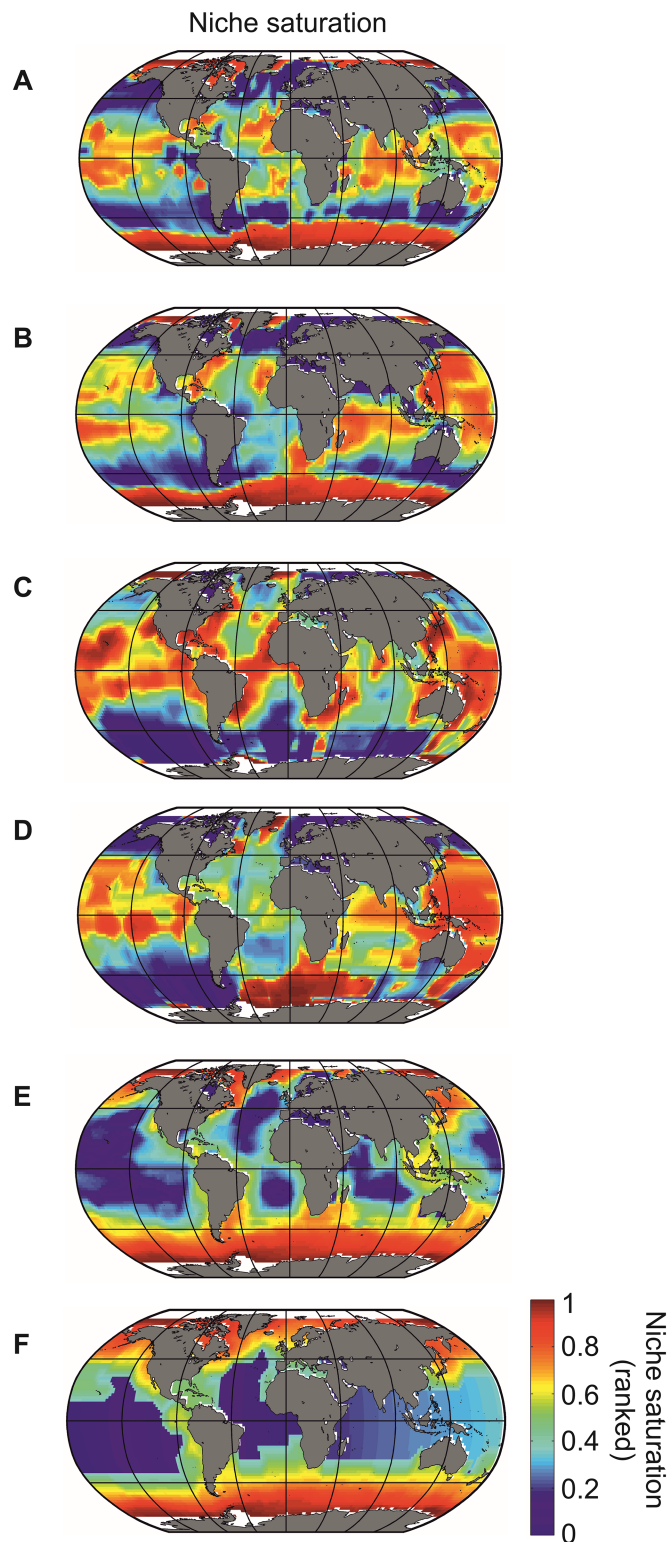 Niche saturation
A
B
C
D
E
F
1
0.8
0.6
0.4
0.2
0
Niche saturation
(ranked)